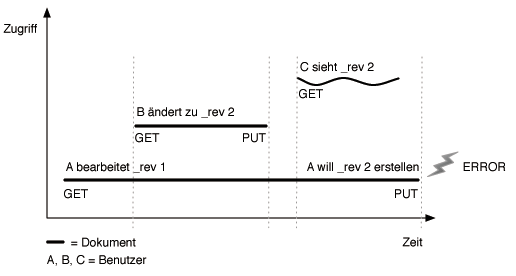 Zugriff
C sieht _rev 2
GET
B ändert zu _rev 2
GET PUT
A bearbeitet _rev 1 A will _rev 2 erstellen
ERROR
GET PUT
= Dokument Zeit
A, B, C = Benutzer